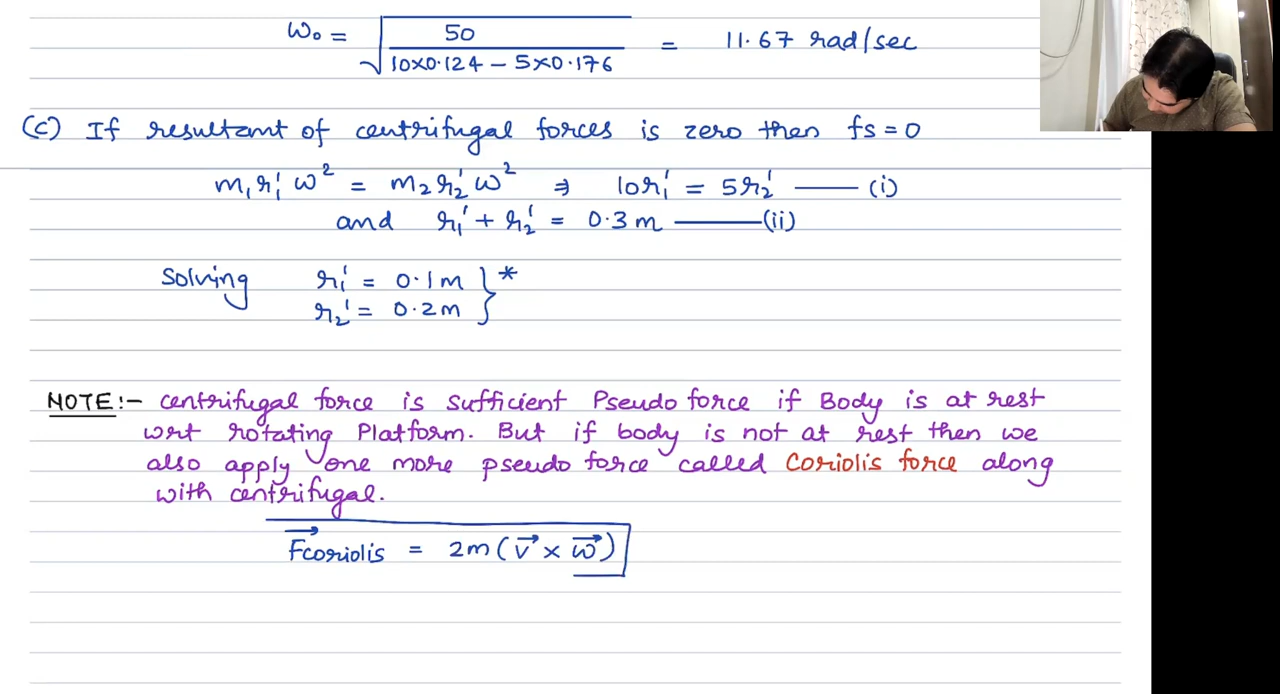 ω₀ = √(50 / (10×0.124 − 5×0.176)) = 11.67 rad/sec
(c) If resultant of centrifugal forces is zero then fs=0
m₁r₁'ω² = m₂r₂'ω² ⇒ 10r₁' = 5r₂' —— (i)
and r₁' + r₂' = 0.3m ——(ii)
Solving r₁' = 0.1m } *
r₂' = 0.2m
NOTE:- centrifugal force is sufficient Pseudo force if Body is at rest
wrt rotating Platform. But if body is not at rest then we
also apply one more pseudo force called Coriolis force along
with centrifugal.
F⃗coriolis = 2m(v⃗ × ω⃗)